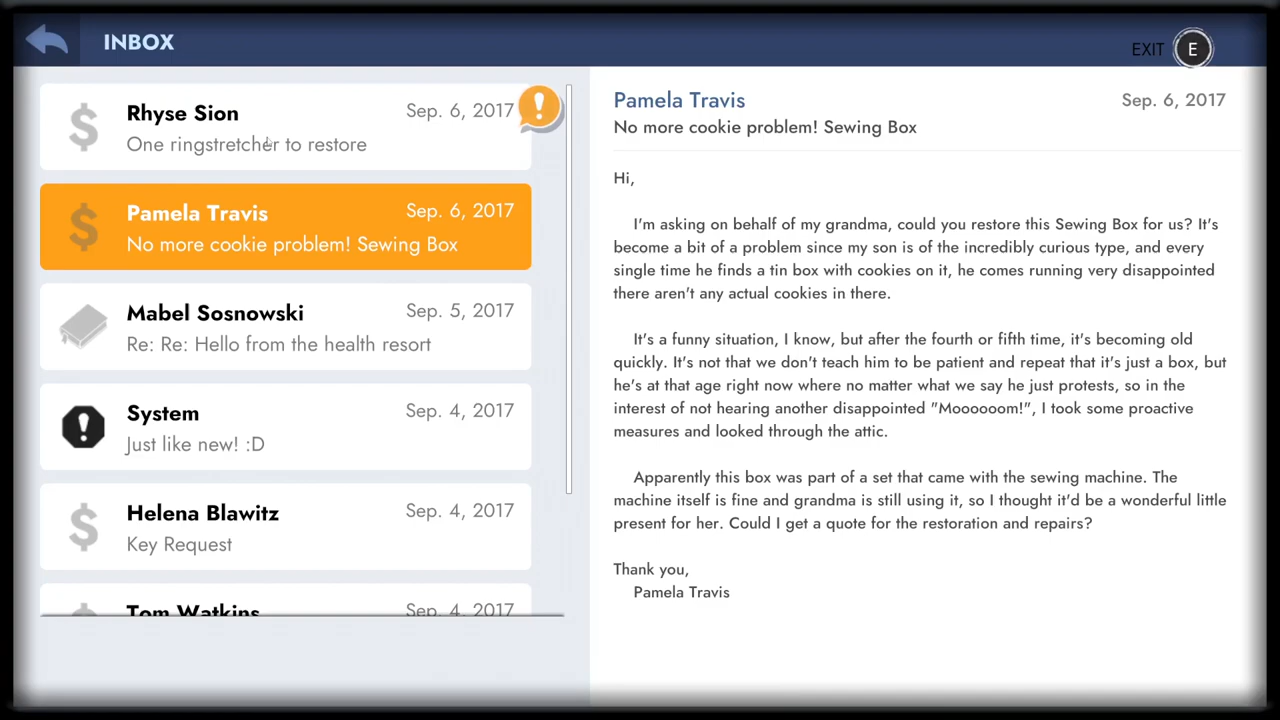 INBOX
EXIT E
Rhyse Sion
Sep. 6, 2017
One ringstretcher to restore
Pamela Travis
Sep. 6, 2017
No more cookie problem! Sewing Box
Mabel Sosnowski
Sep. 5, 2017
Re: Re: Hello from the health resort
System
Sep. 4, 2017
Just like new! :D
Helena Blawitz
Sep. 4, 2017
Key Request
Tom Watkins
Sep. 4, 2017
Pamela Travis
Sep. 6, 2017
No more cookie problem! Sewing Box
Hi,
I'm asking on behalf of my grandma, could you restore this Sewing Box for us? It's
become a bit of a problem since my son is of the incredibly curious type, and every
single time he finds a tin box with cookies on it, he comes running very disappointed
there aren't any actual cookies in there.
It's a funny situation, I know, but after the fourth or fifth time, it's becoming old
quickly. It's not that we don't teach him to be patient and repeat that it's just a box, but
he's at that age right now where no matter what we say he just protests, so in the
interest of not hearing another disappointed "Moooooom!", I took some proactive
measures and looked through the attic.
Apparently this box was part of a set that came with the sewing machine. The
machine itself is fine and grandma is still using it, so I thought it'd be a wonderful little
present for her. Could I get a quote for the restoration and repairs?
Thank you,
Pamela Travis